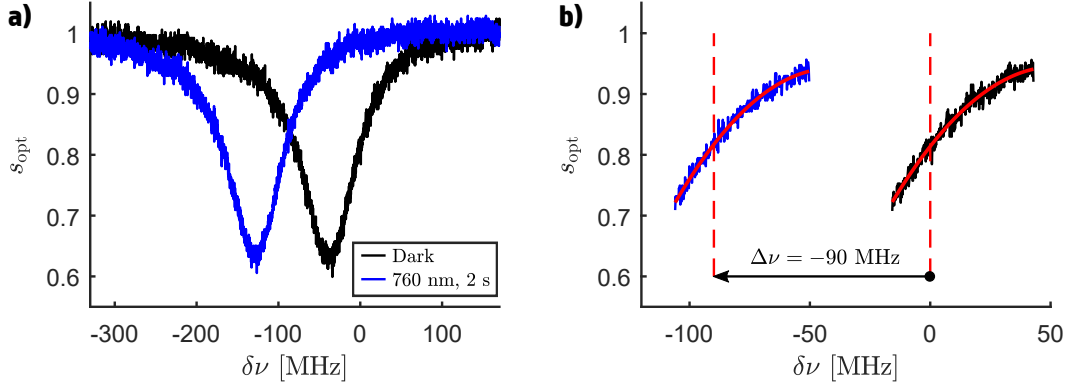 a)
s_opt
1
0.9
0.8
0.7
0.6
-300 -200 -100 0 100
δν [MHz]
Dark
760 nm, 2 s
b)
s_opt
1
0.9
0.8
0.7
0.6
-100 -50 0 50
δν [MHz]
Δν = −90 MHz